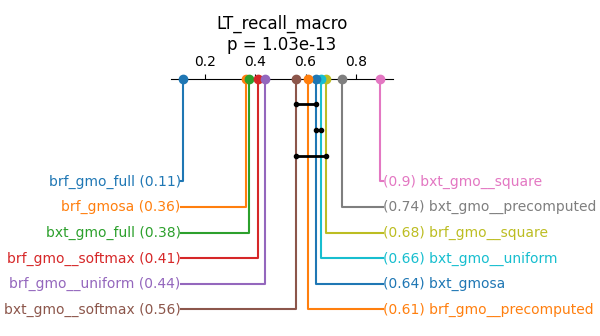 LT_recall_macro
p = 1.03e-13
0.2 0.4 0.6 0.8
brf_gmo_full (0.11) (0.9) bxt_gmo__square
brf_gmosa (0.36) (0.74) bxt_gmo__precomputed
bxt_gmo_full (0.38) (0.68) brf_gmo__square
brf_gmo__softmax (0.41) (0.66) bxt_gmo__uniform
brf_gmo__uniform (0.44) (0.64) bxt_gmosa
bxt_gmo__softmax (0.56) (0.61) brf_gmo__precomputed